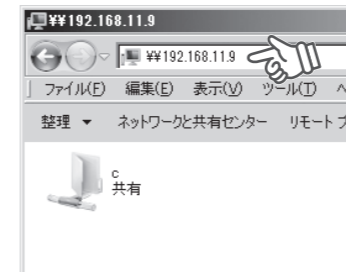 ¥¥192.168.11.9
¥¥192.168.11.9
ファイル(F) 編集(E) 表示(V) ツール(T)
整理 ▼ ネットワークと共有センター リモート
c
共有